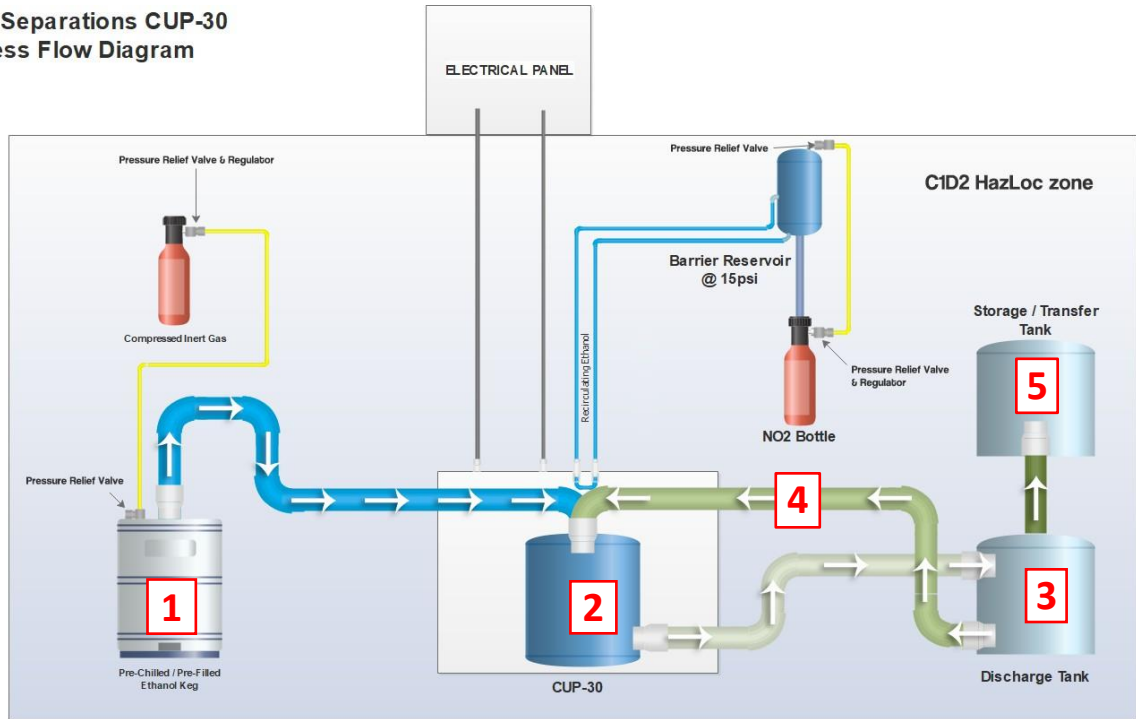 Separations CUP-30
ess Flow Diagram
ELECTRICAL PANEL
Pressure Relief Valve & Regulator
Pressure Relief Valve
C1D2 HazLoc zone
Barrier Reservoir
@ 15psi
Compressed Inert Gas
Recirculating Ethanol
Storage / Transfer
Tank
5
Pressure Relief Valve
& Regulator
NO2 Bottle
Pressure Relief Valve
4
1
2
3
Pre-Chilled / Pre-Filled
Ethanol Keg
CUP-30
Discharge Tank